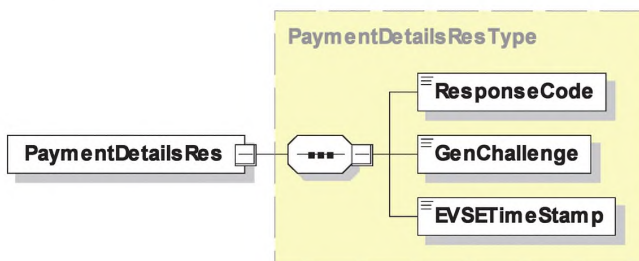 PaymentDetailsResType
ResponseCode
PaymentDetailsRes
GenChallenge
EVSETimeStamp